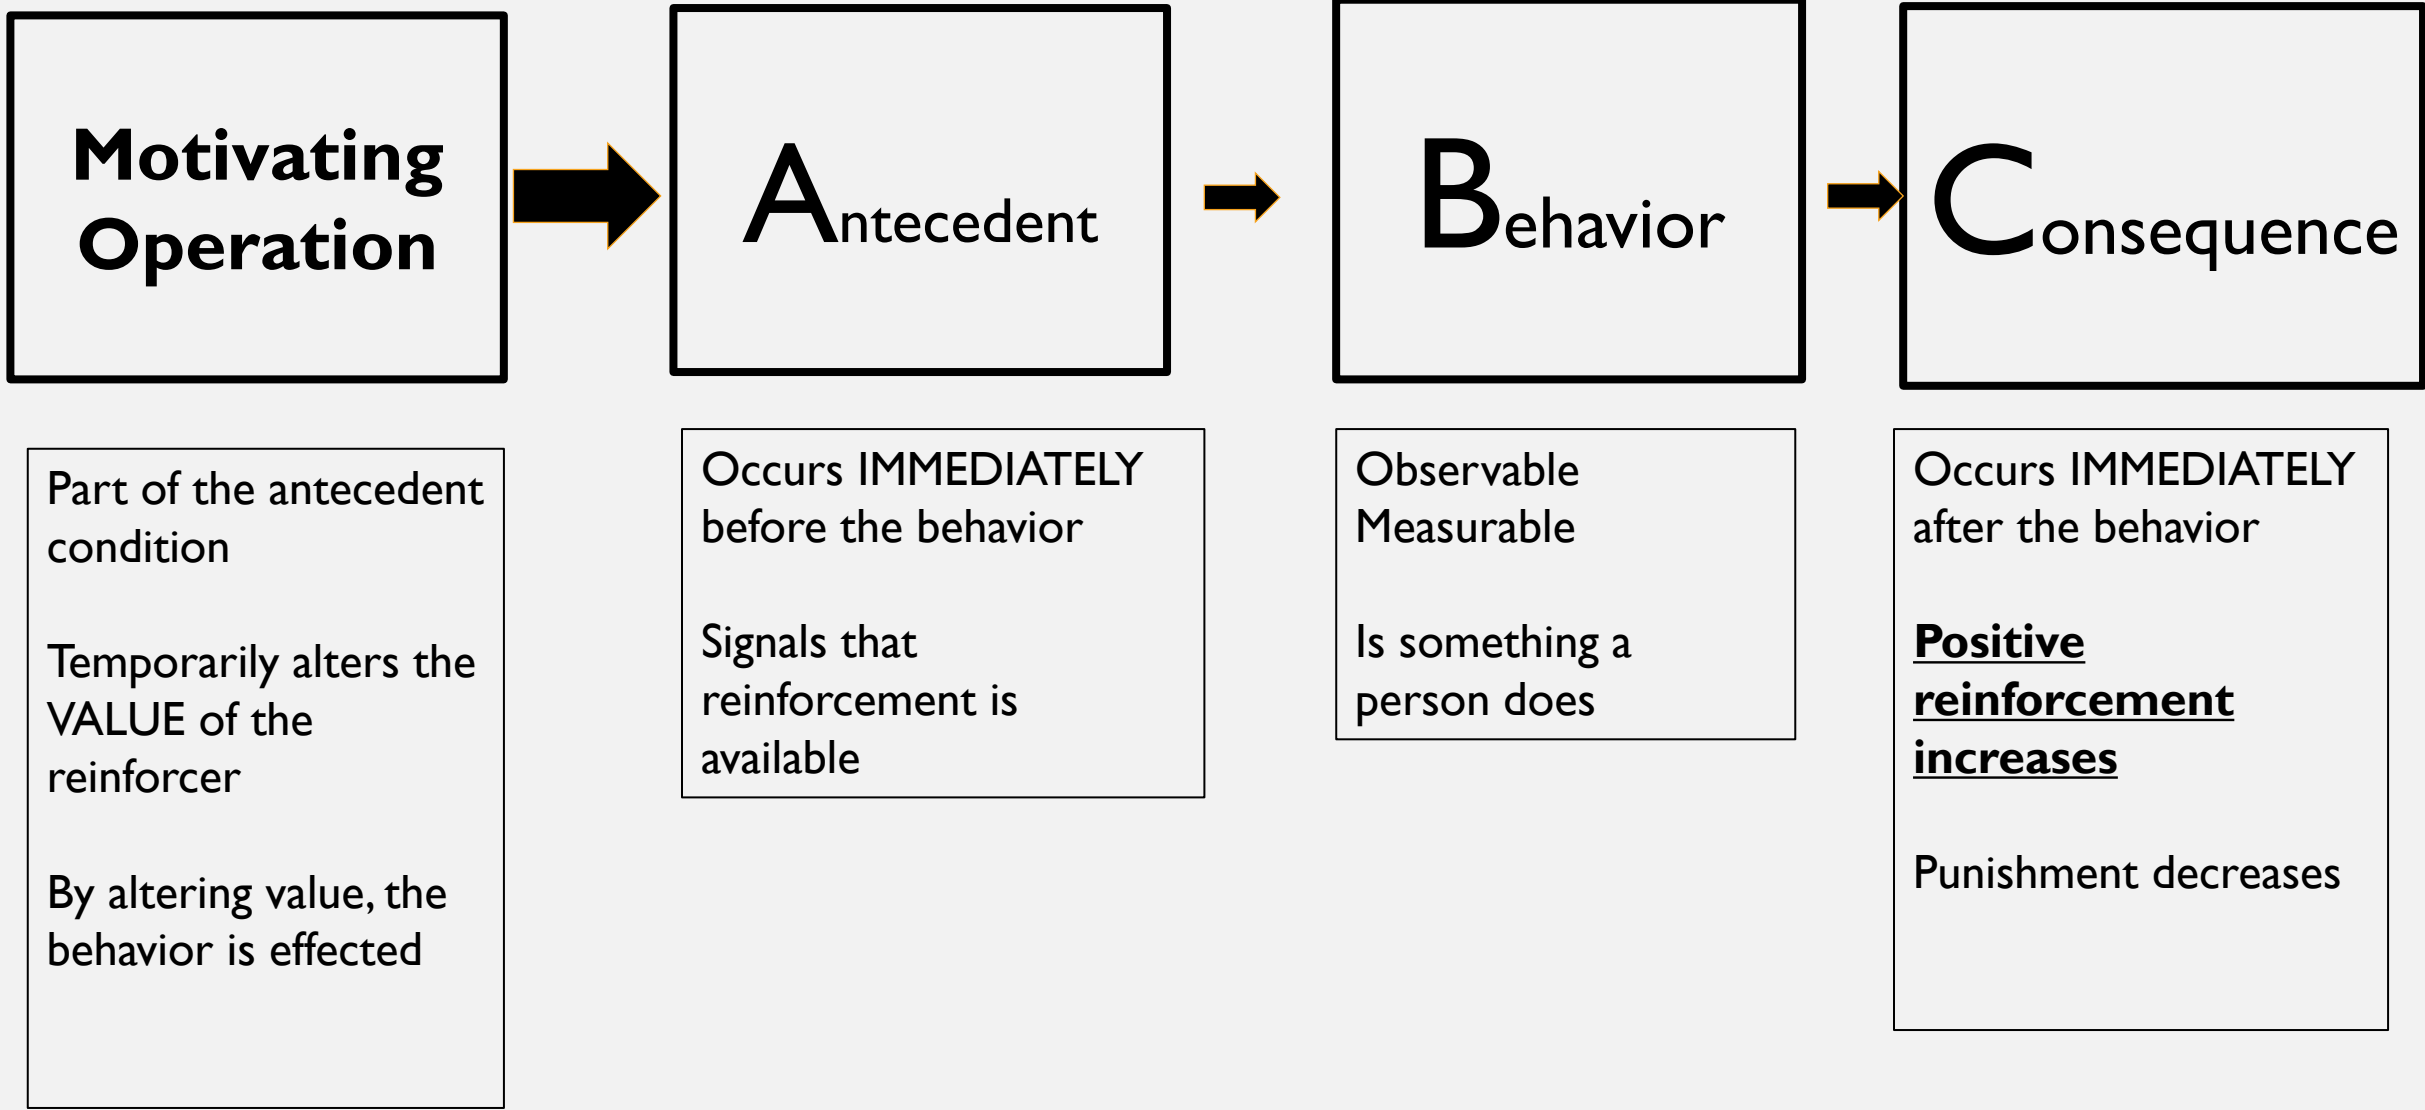 Motivating
Operation
Antecedent
Behavior
Consequence
Part of the antecedent
condition
Temporarily alters the
VALUE of the
reinforcer
By altering value, the
behavior is effected
Occurs IMMEDIATELY
before the behavior
Signals that
reinforcement is
available
Observable
Measurable
Is something a
person does
Occurs IMMEDIATELY
after the behavior
Positive
reinforcement
increases
Punishment decreases